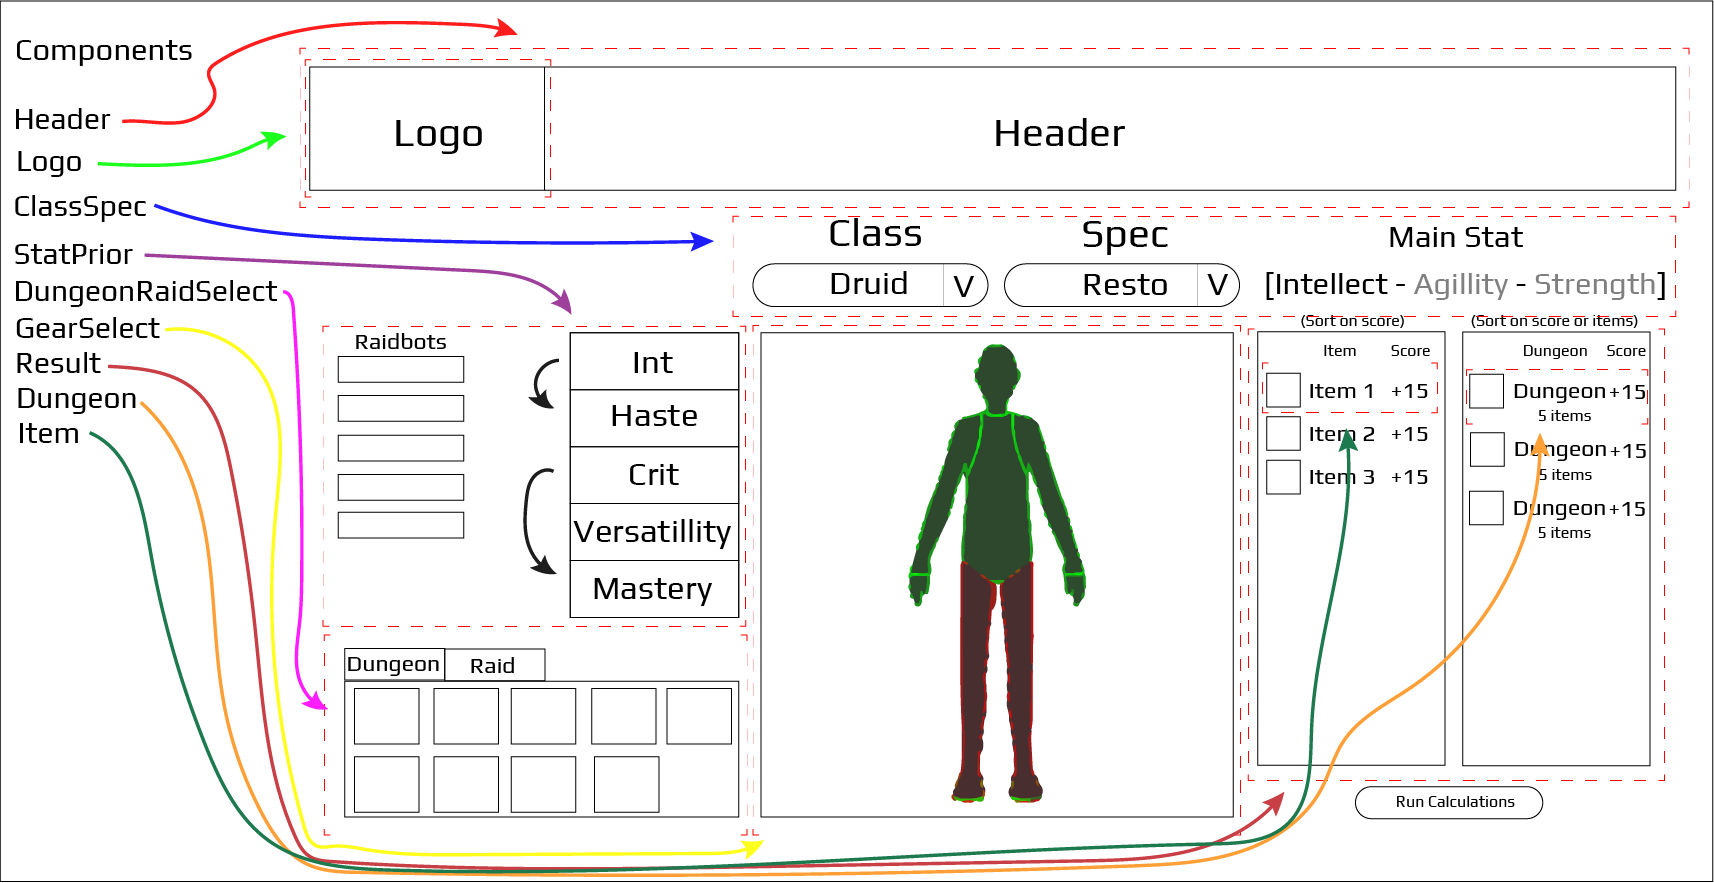 Components
Header
Logo
ClassSpec
StatPrior
DungeonRaidSelect
GearSelect
Result
Dungeon
Item
Logo
Header
Class
Spec
Main Stat
Druid
V
Resto
V
[Intellect - Agillity - Strength]
Raidbots
Int
Haste
Crit
Versatillity
Mastery
Dungeon
Raid
(Sort on score)
Item Score
Item 1 +15
Item 2 +15
Item 3 +15
(Sort on score or items)
Dungeon Score
Dungeon +15
5 items
Dungeon +15
5 items
Dungeon +15
5 items
Run Calculations